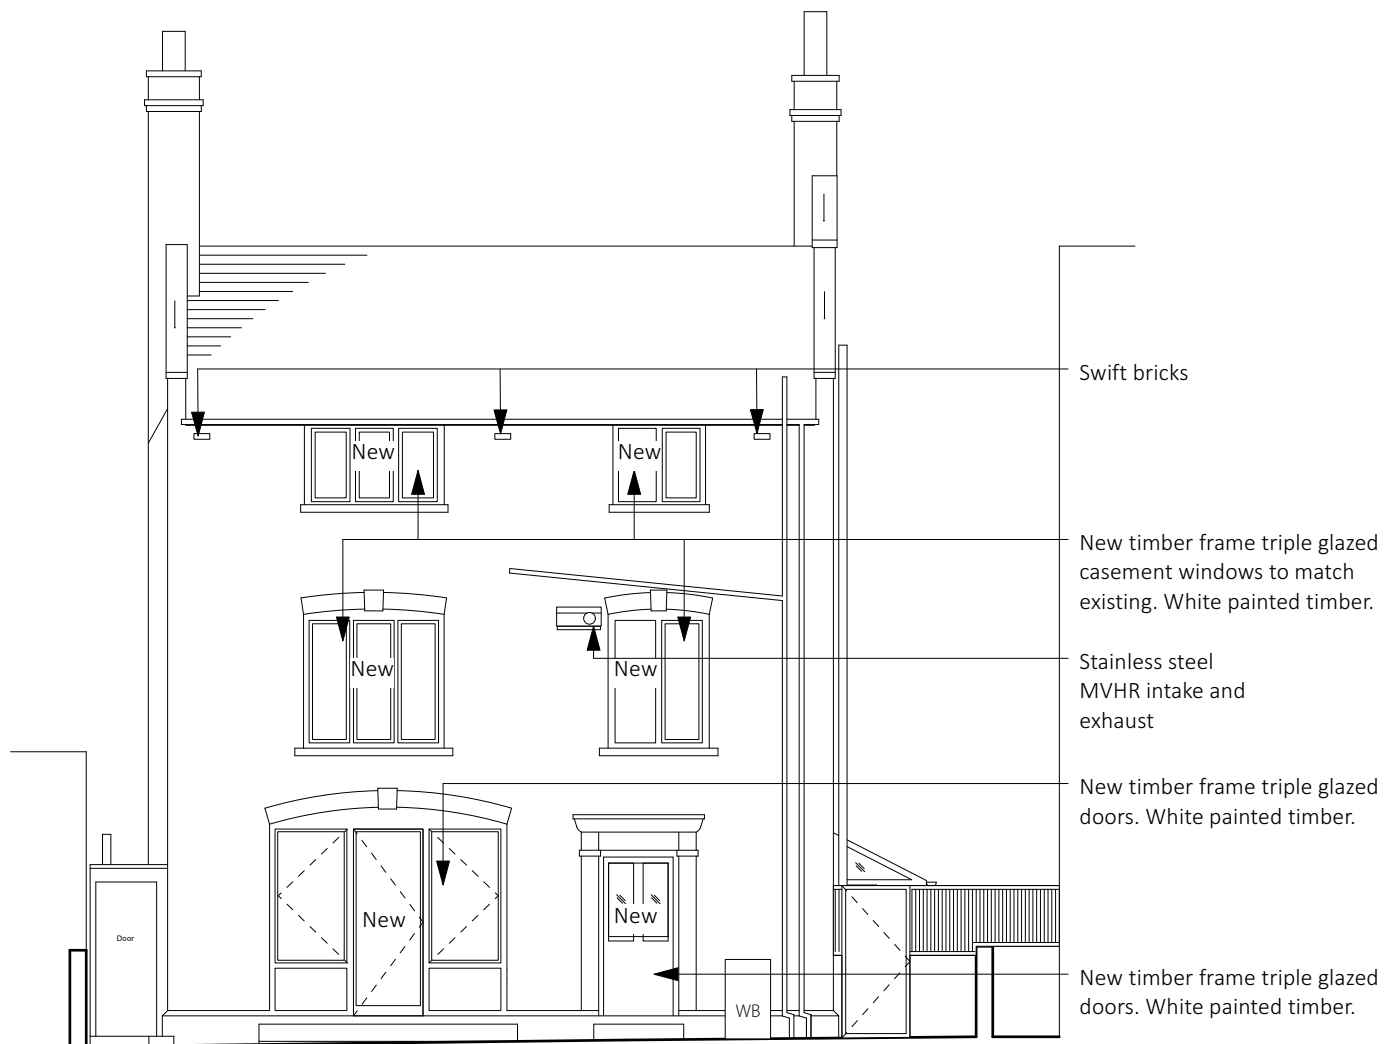 Swift bricks
New
New
New timber frame triple glazed
casement windows to match
existing. White painted timber.
New
New
Stainless steel
MVHR intake and
exhaust
New timber frame triple glazed
doors. White painted timber.
New
New
Door
New timber frame triple glazed
doors. White painted timber.
WB